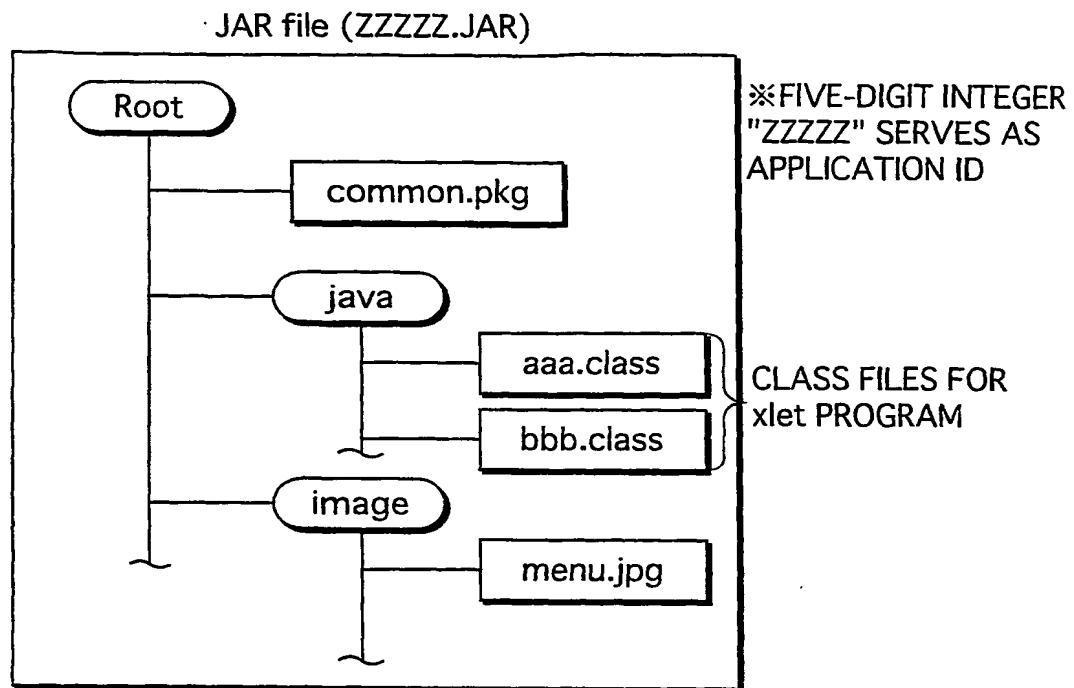 JAR file (ZZZZZ.JAR)
Root
※FIVE-DIGIT INTEGER
"ZZZZZ" SERVES AS
APPLICATION ID
common.pkg
java
aaa.class
bbb.class
CLASS FILES FOR
xlet PROGRAM
image
menu.jpg